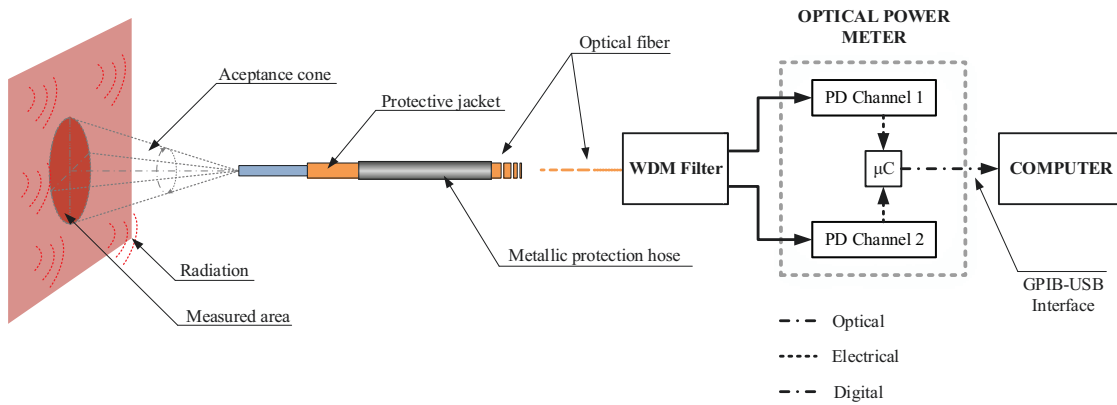 OPTICAL POWER
METER
Optical fiber
Aceptance cone
Protective jacket
PD Channel 1
WDM Filter
μC
COMPUTER
PD Channel 2
Metallic protection hose
Radiation
GPIB-USB
Interface
Measured area
Optical
Electrical
Digital